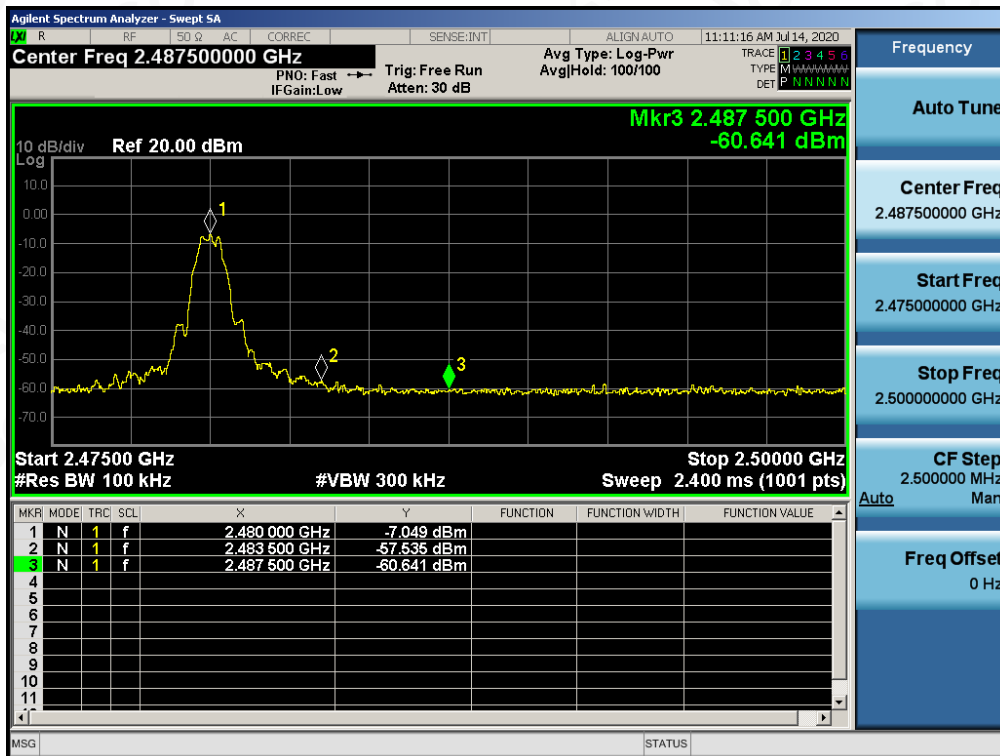 Agilent Spectrum Analyzer - Swept SA
LXI R RF 50 Ω AC CORREC SENSE:INT ALIGN AUTO 11:11:16 AM Jul 14, 2020
Center Freq 2.487500000 GHz
PNO: Fast
IFGain:Low
Trig: Free Run
Atten: 30 dB
Avg Type: Log-Pwr
Avg|Hold: 100/100
TRACE 1 2 3 4 5 6
TYPE M W W W W W
DET P N N N N N
Mkr3 2.487 500 GHz
-60.641 dBm
10 dB/div Ref 20.00 dBm
Log
10.0
0.00
-10.0
-20.0
-30.0
-40.0
-50.0
-60.0
-70.0
1
2
3
Start 2.47500 GHz Stop 2.50000 GHz
#Res BW 100 kHz #VBW 300 kHz Sweep 2.400 ms (1001 pts)
MKR MODE TRC SCL X Y FUNCTION FUNCTION WIDTH FUNCTION VALUE
1 N 1 f 2.480 000 GHz -7.049 dBm
2 N 1 f 2.483 500 GHz -57.535 dBm
3 N 1 f 2.487 500 GHz -60.641 dBm
4
5
6
7
8
9
10
11
MSG STATUS
Frequency
Auto Tune
Center Freq
2.487500000 GHz
Start Freq
2.475000000 GHz
Stop Freq
2.500000000 GHz
CF Step
2.500000 MHz
Auto Man
Freq Offset
0 Hz